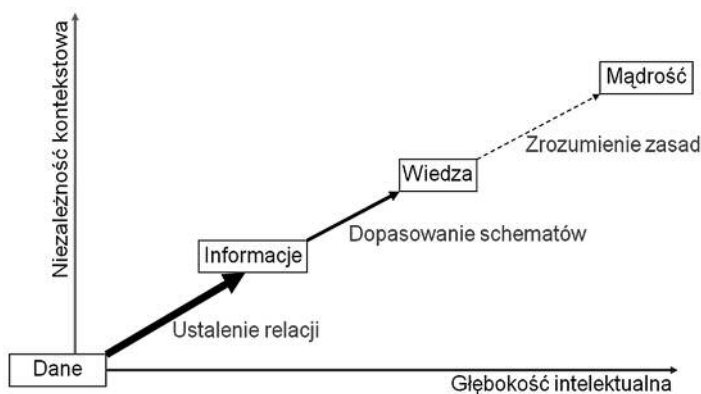 Niezależność kontekstowa
Mądrość
Zrozumienie zasad
Wiedza
Dopasowanie schematów
Informacje
Ustalenie relacji
Dane
Głębokość intelektualna